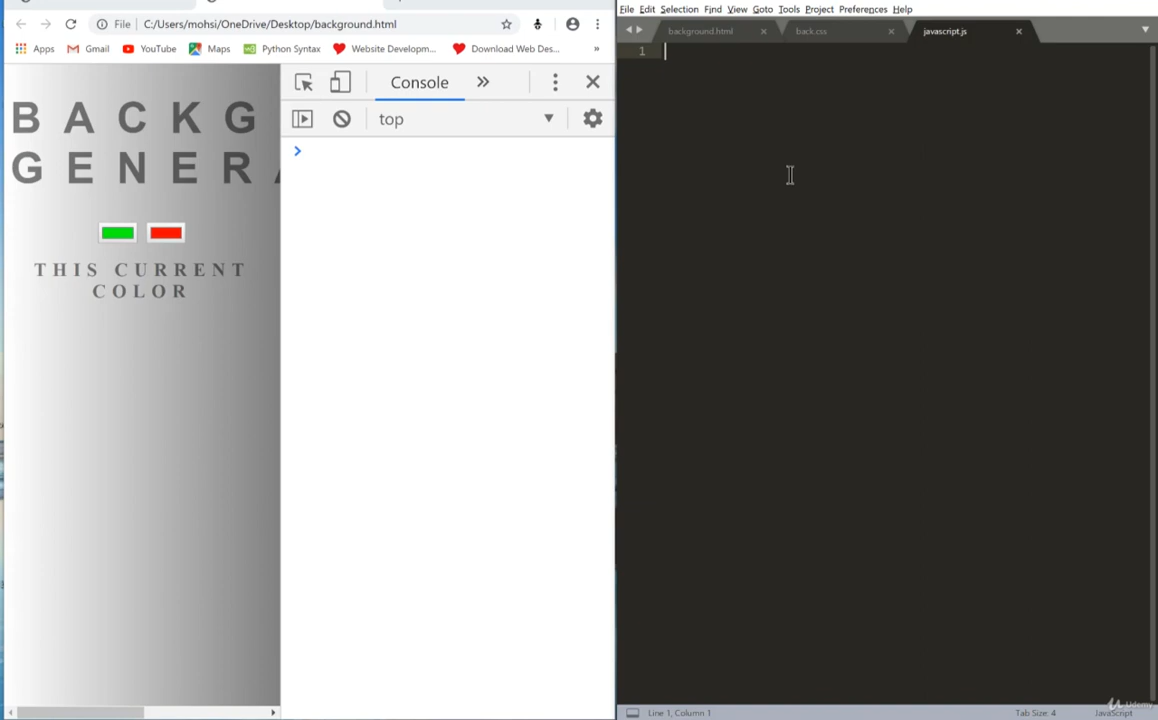 File C:/Users/mohsi/OneDrive/Desktop/background.html
Apps Gmail YouTube Maps Python Syntax Website Developm... Download Web Des... »
B A C K G
G E N E R
THIS CURRENT
COLOR
Console »
top
File Edit Selection Find View Goto Tools Project Preferences Help
background.html back.css javascript.js
1
Line 1, Column 1 Tab Size: 4 JavaScript
Udemy